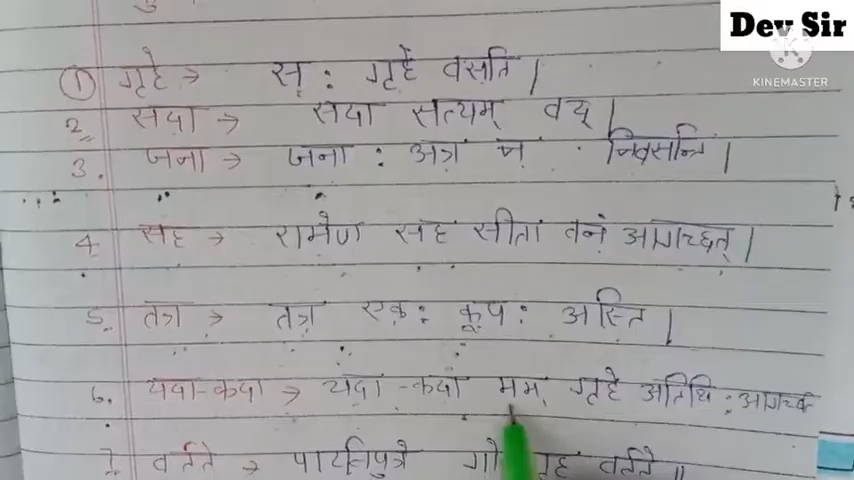 Dev Sir
KINEMASTER
① गृहे → स: गृहे वसति |
2. सदा → सदा सत्यम् वद् |
3. जना → जना: अत्र न निवसन्ति |
4. सह → रामेण सह सीता वनं आगच्छत् |
5. तत्र → तत्र एक: कूप: अस्ति |
6. यदा-कदा → यदा-कदा मम् गृहे अतिथि:
7. वर्तते → वर्तते ||